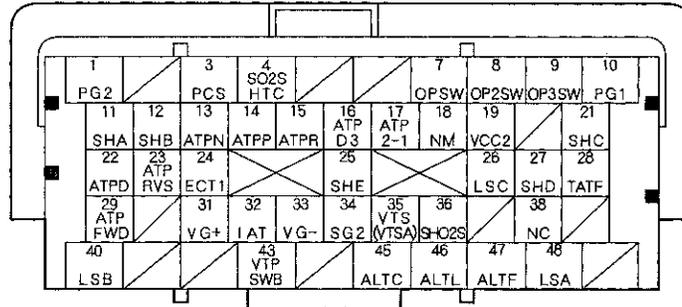 1 3 4 7 8 9 10
PG2 PCS SO2S HTC OPSW OP2SW OP3SW PG1
11 12 13 14 15 16 17 18 19 21
SHA SHB ATPN ATPP ATPR ATP D3 ATP 2-1 NM VCC2 SHC
22 23 24 25 26 27 28
ATPD ATP RVS ECT1 SHE LSC SHD TATF
29 31 32 33 34 35 36 38
ATP FWD VG+ IAT VG- SG2 VTS (VTSA) SHO2S NC
40 43 45 46 47 48
LSB VTP SWB ALTC ALTL ALTF LSA